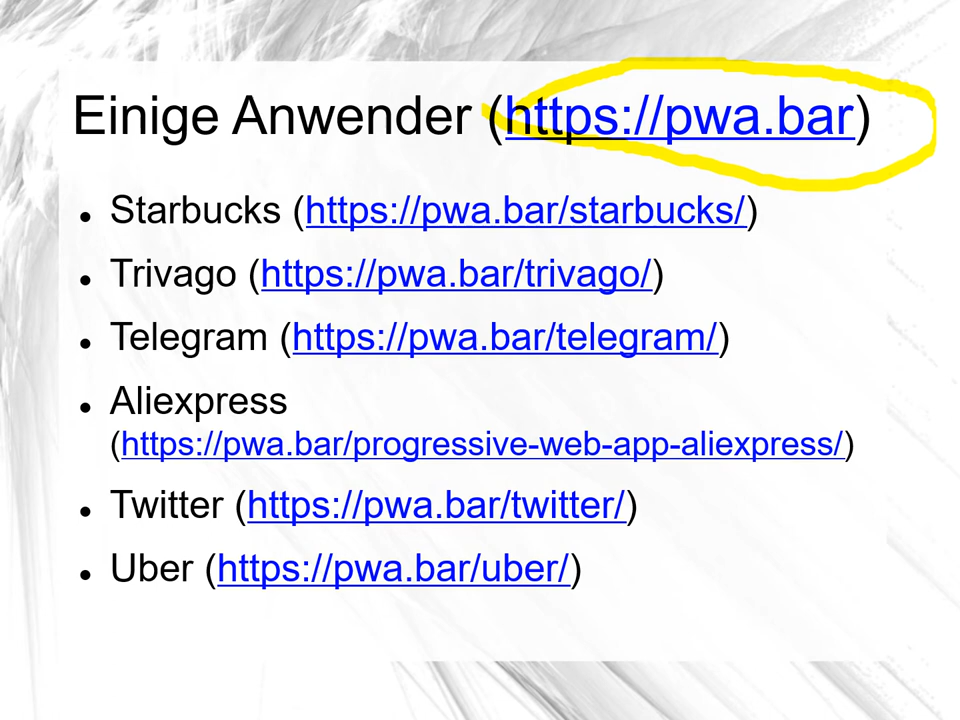 Einige Anwender (https://pwa.bar)
● Starbucks (https://pwa.bar/starbucks/)
● Trivago (https://pwa.bar/trivago/)
● Telegram (https://pwa.bar/telegram/)
● Aliexpress
(https://pwa.bar/progressive-web-app-aliexpress/)
● Twitter (https://pwa.bar/twitter/)
● Uber (https://pwa.bar/uber/)